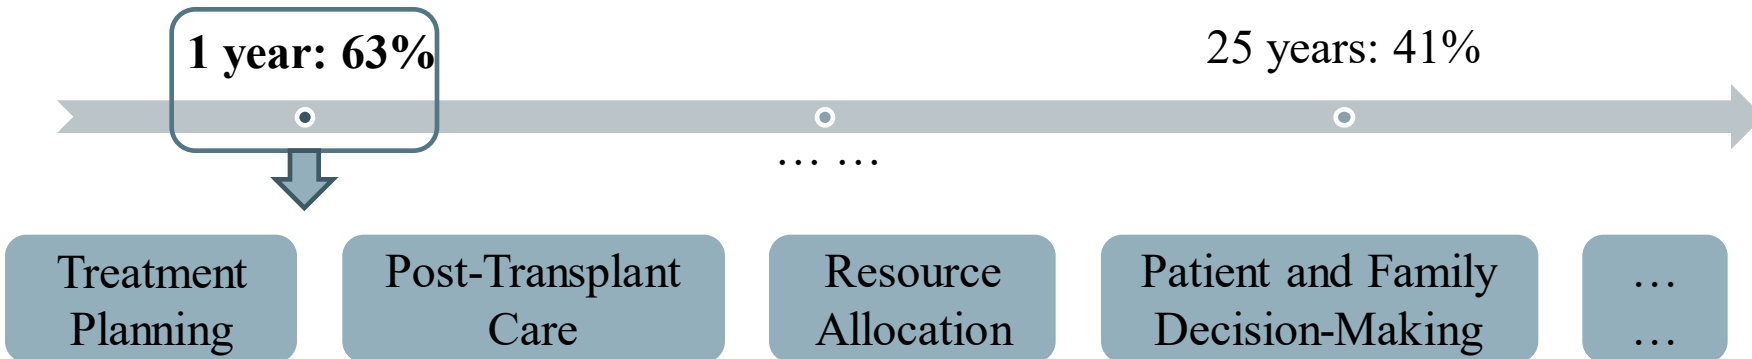 1 year: 63%
25 years: 41%
... ...
Treatment
Planning
Post-Transplant
Care
Resource
Allocation
Patient and Family
Decision-Making
...
...